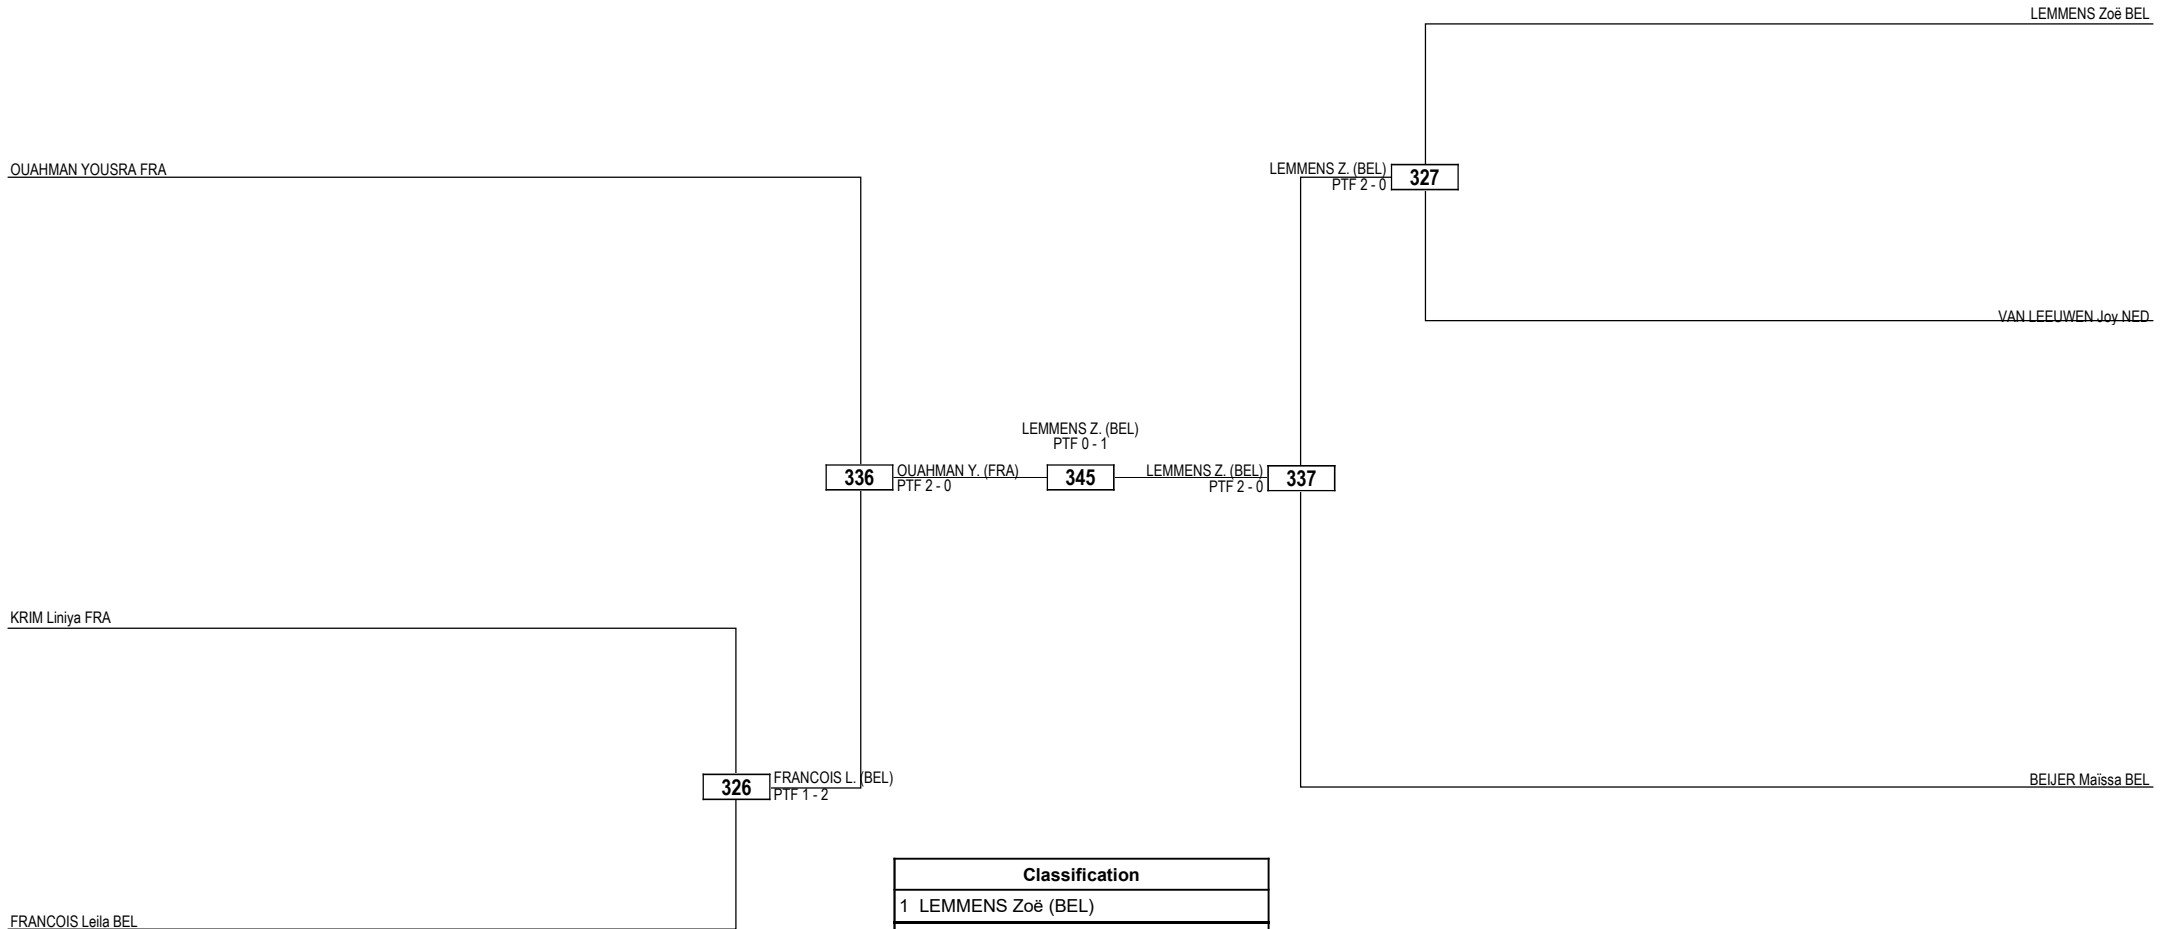 LEMMENS Zoë BEL
OUAHMAN YOUSRA FRA
LEMMENS Z. (BEL)
PTF 2 - 0
327
VAN LEEUWEN Joy NED
LEMMENS Z. (BEL)
PTF 0 - 1
336
OUAHMAN Y. (FRA)
PTF 2 - 0
345
LEMMENS Z. (BEL)
PTF 2 - 0
337
KRIM Liniya FRA
326
FRANCOIS L. (BEL)
PTF 1 - 2
BEIJER Maïssa BEL
Classification
1 LEMMENS Zoë (BEL)
FRANCOIS Leila BEL